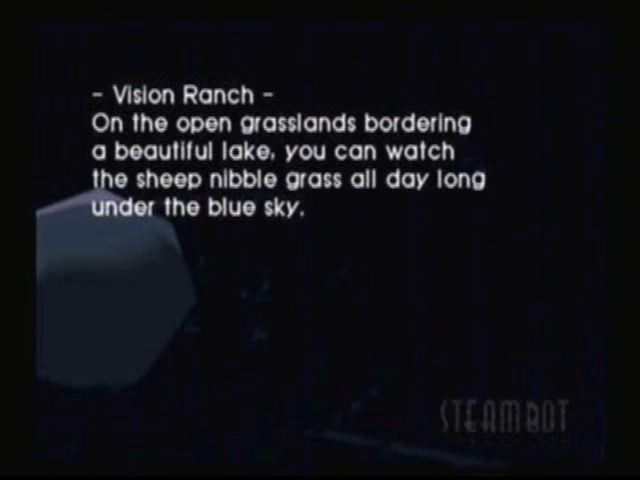 - Vision Ranch -
On the open grasslands bordering
a beautiful lake, you can watch
the sheep nibble grass all day long
under the blue sky.
STEAMBOT